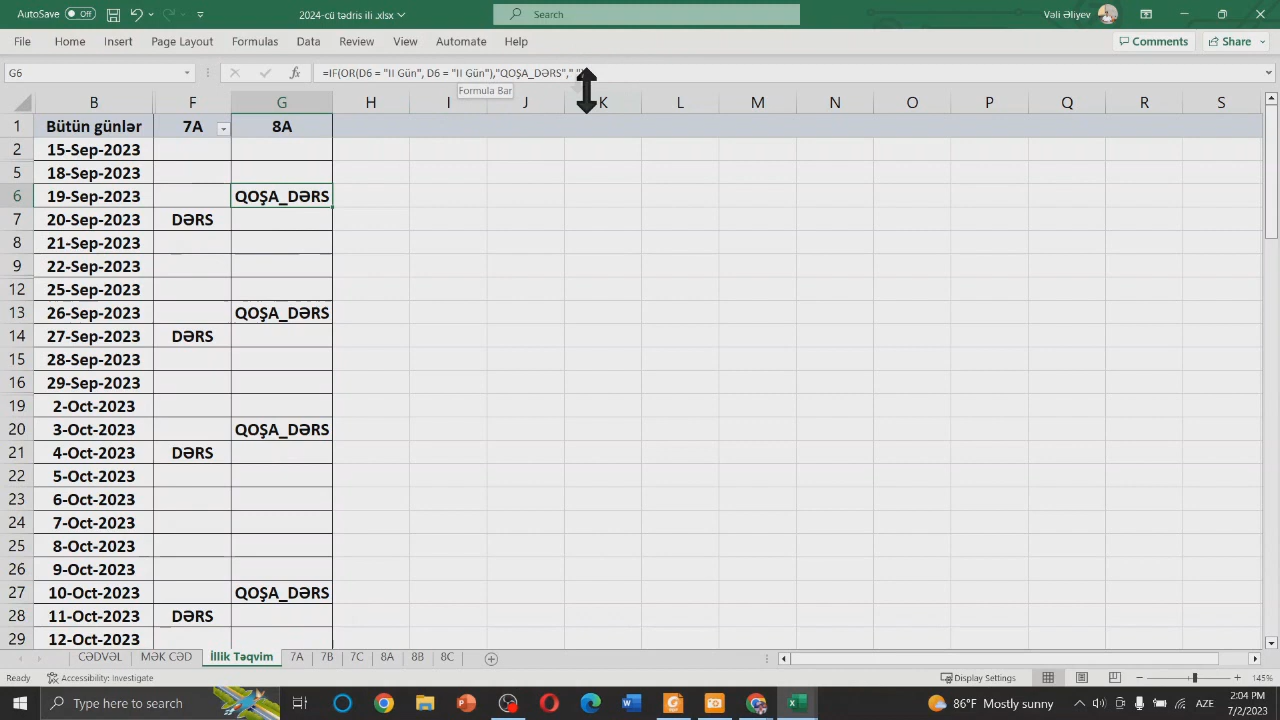 AutoSave Off 2024-cü tədris ili .xlsx Search Vəli Əliyev
File Home Insert Page Layout Formulas Data Review View Automate Help Comments Share
G6 fx =IF(OR(D6 = "II Gün", D6 = "II Gün"),"QOŞA_DƏRS"," "
Formula Bar
B F G H I J K L M N O P Q R S
1 Bütün günlər 7A 8A
2 15-Sep-2023
5 18-Sep-2023
6 19-Sep-2023 QOŞA_DƏRS
7 20-Sep-2023 DƏRS
8 21-Sep-2023
9 22-Sep-2023
12 25-Sep-2023
13 26-Sep-2023 QOŞA_DƏRS
14 27-Sep-2023 DƏRS
15 28-Sep-2023
16 29-Sep-2023
19 2-Oct-2023
20 3-Oct-2023 QOŞA_DƏRS
21 4-Oct-2023 DƏRS
22 5-Oct-2023
23 6-Oct-2023
24 7-Oct-2023
25 8-Oct-2023
26 9-Oct-2023
27 10-Oct-2023 QOŞA_DƏRS
28 11-Oct-2023 DƏRS
29 12-Oct-2023
CƏDVƏL MƏK CƏD İllik Təqvim 7A 7B 7C 8A 8B 8C
Ready Accessibility: Investigate Display Settings 145%
Type here to search 86°F Mostly sunny AZE 2:04 PM
7/2/2023